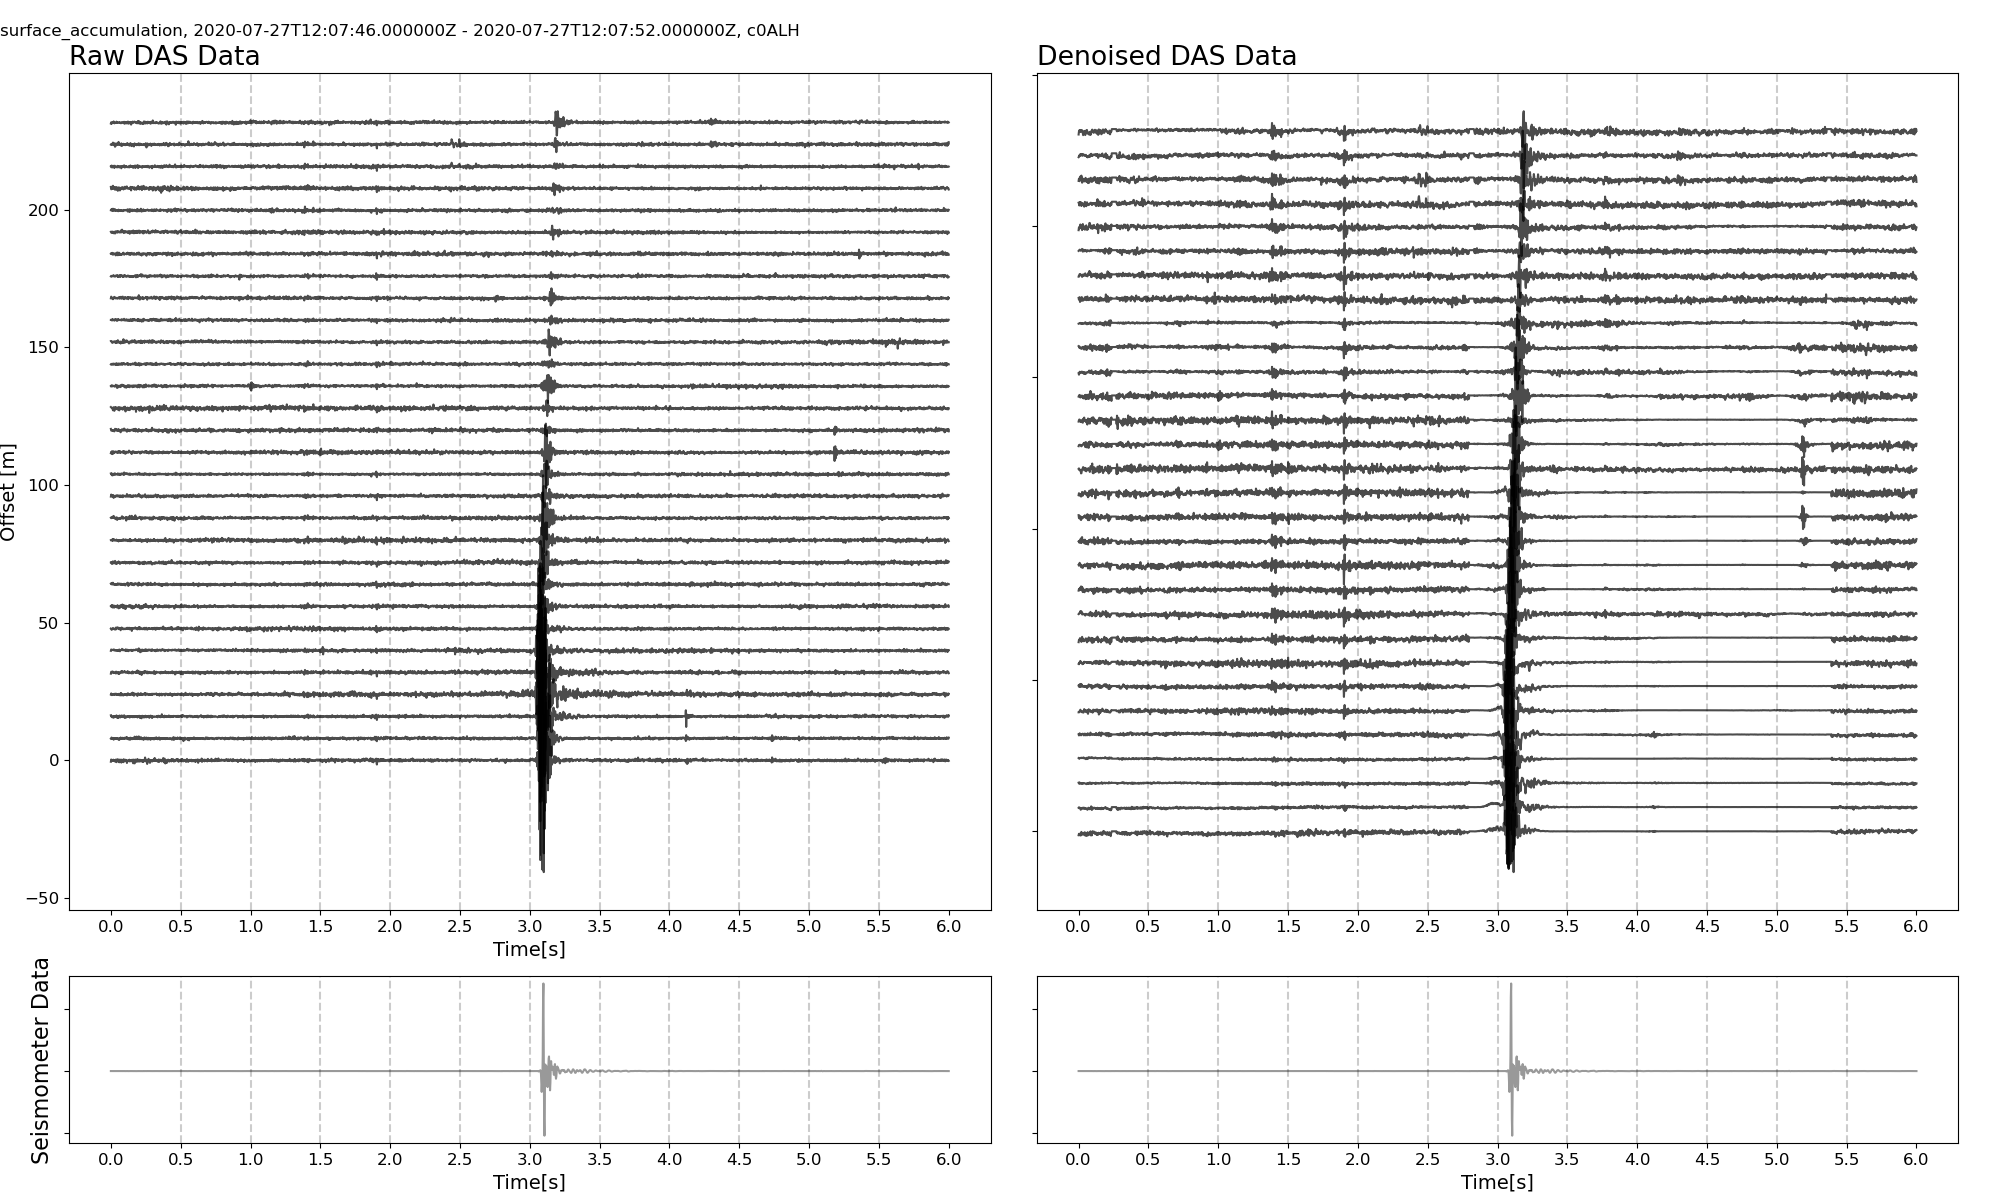 surface_accumulation, 2020-07-27T12:07:46.000000Z - 2020-07-27T12:07:52.000000Z, c0ALH
Raw DAS Data
Denoised DAS Data
Offset [m]
200
150
100
50
0
−50
0.0 0.5 1.0 1.5 2.0 2.5 3.0 3.5 4.0 4.5 5.0 5.5 6.0
Time[s]
0.0 0.5 1.0 1.5 2.0 2.5 3.0 3.5 4.0 4.5 5.0 5.5 6.0
Seismometer Data
0.0 0.5 1.0 1.5 2.0 2.5 3.0 3.5 4.0 4.5 5.0 5.5 6.0
Time[s]
0.0 0.5 1.0 1.5 2.0 2.5 3.0 3.5 4.0 4.5 5.0 5.5 6.0
Time[s]